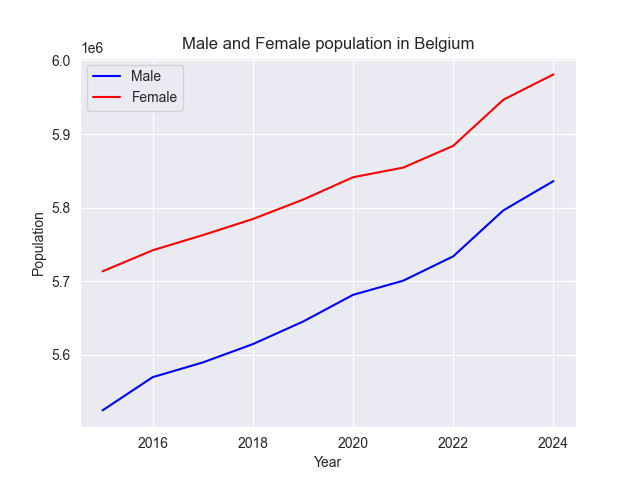 Male and Female population in Belgium
1e6
6.0
5.9
5.8
5.7
5.6
Population
Male
Female
2016 2018 2020 2022 2024
Year